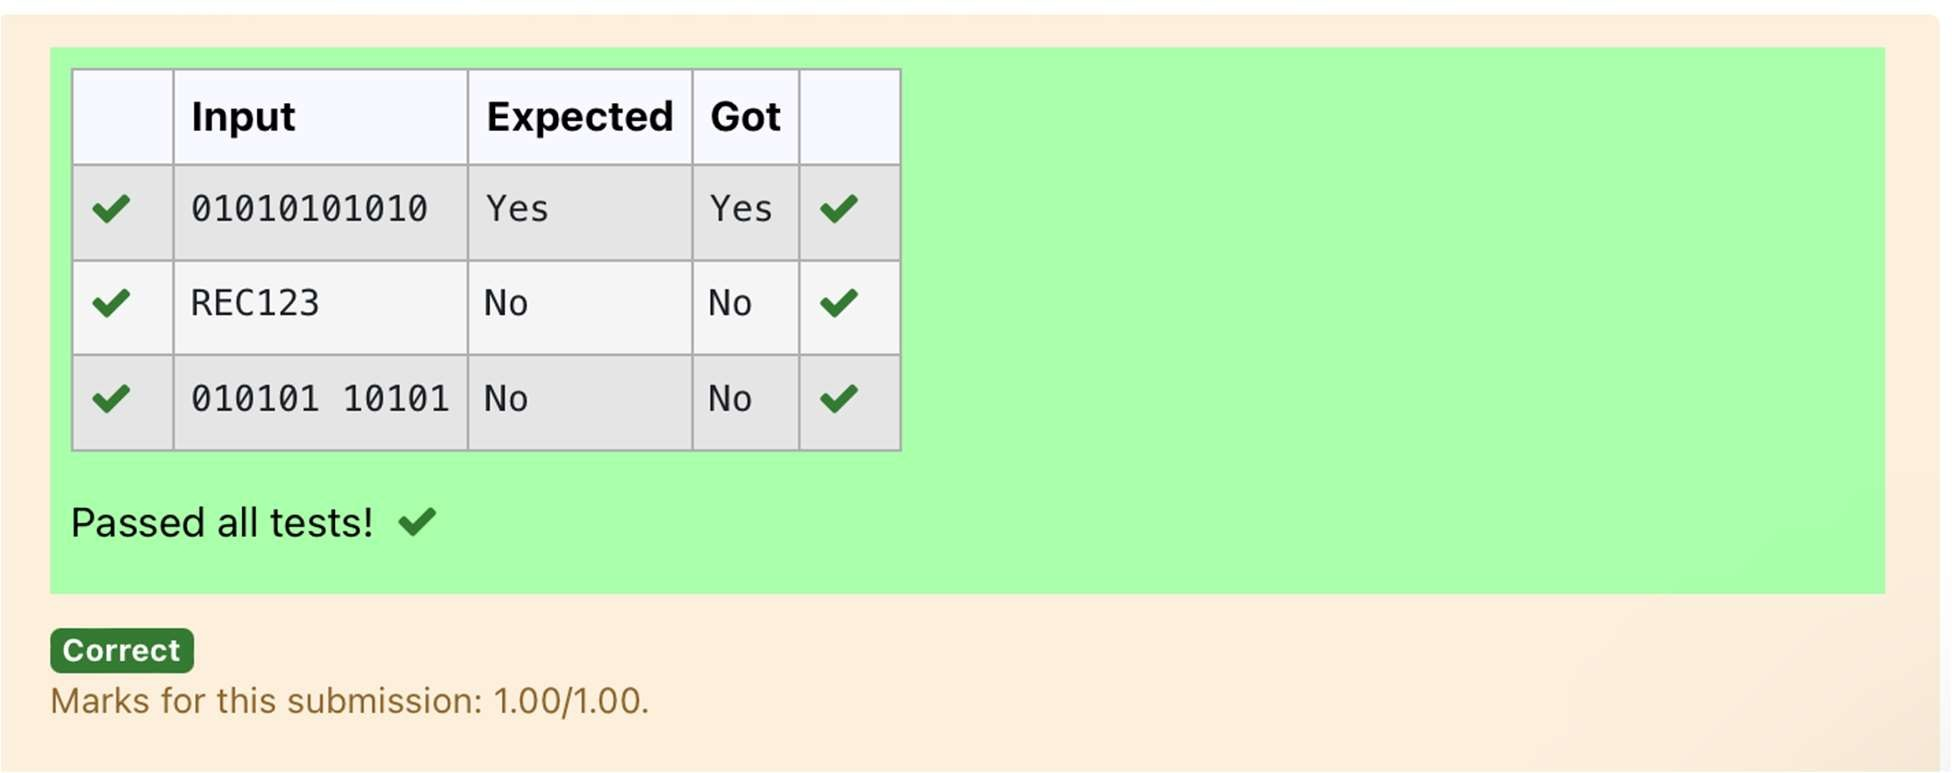 Input Expected Got
01010101010 Yes Yes
REC123 No No
010101 10101 No No
Passed all tests!
Correct
Marks for this submission: 1.00/1.00.